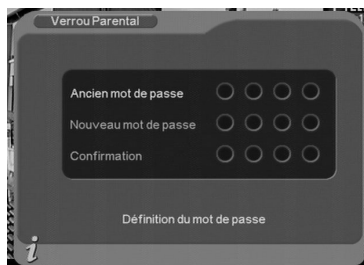 Verrou Parental
Ancien mot de passe
Nouveau mot de passe
Confirmation
Définition du mot de passe
i